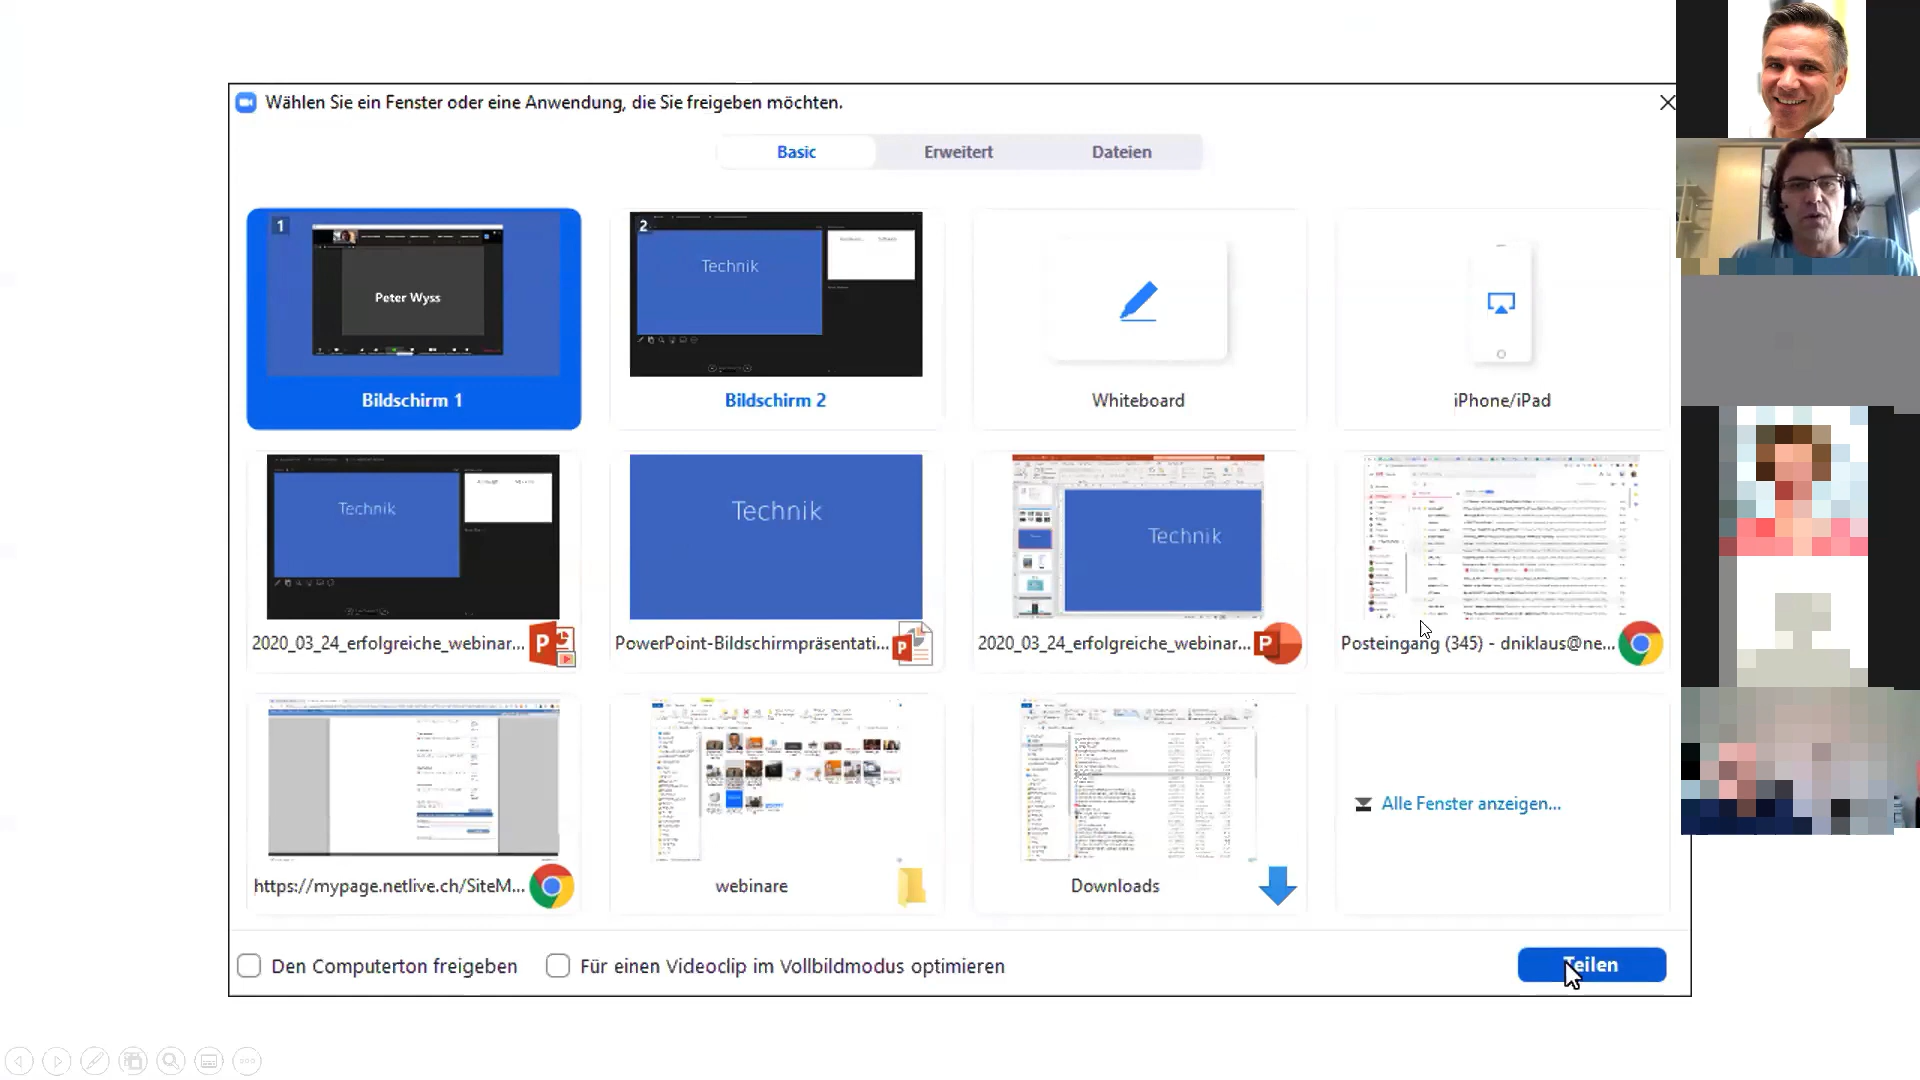 Wählen Sie ein Fenster oder eine Anwendung, die Sie freigeben möchten.
Basic
Erweitert
Dateien
1
Peter Wyss
Bildschirm 1
2
Technik
Bildschirm 2
Whiteboard
iPhone/iPad
Technik
2020_03_24_erfolgreiche_webinar...
Technik
PowerPoint-Bildschirmpräsentati...
Technik
2020_03_24_erfolgreiche_webinar...
Posteingang (345) - dniklaus@ne...
https://mypage.netlive.ch/SiteM...
webinare
Downloads
Alle Fenster anzeigen...
Den Computerton freigeben
Für einen Videoclip im Vollbildmodus optimieren
Teilen